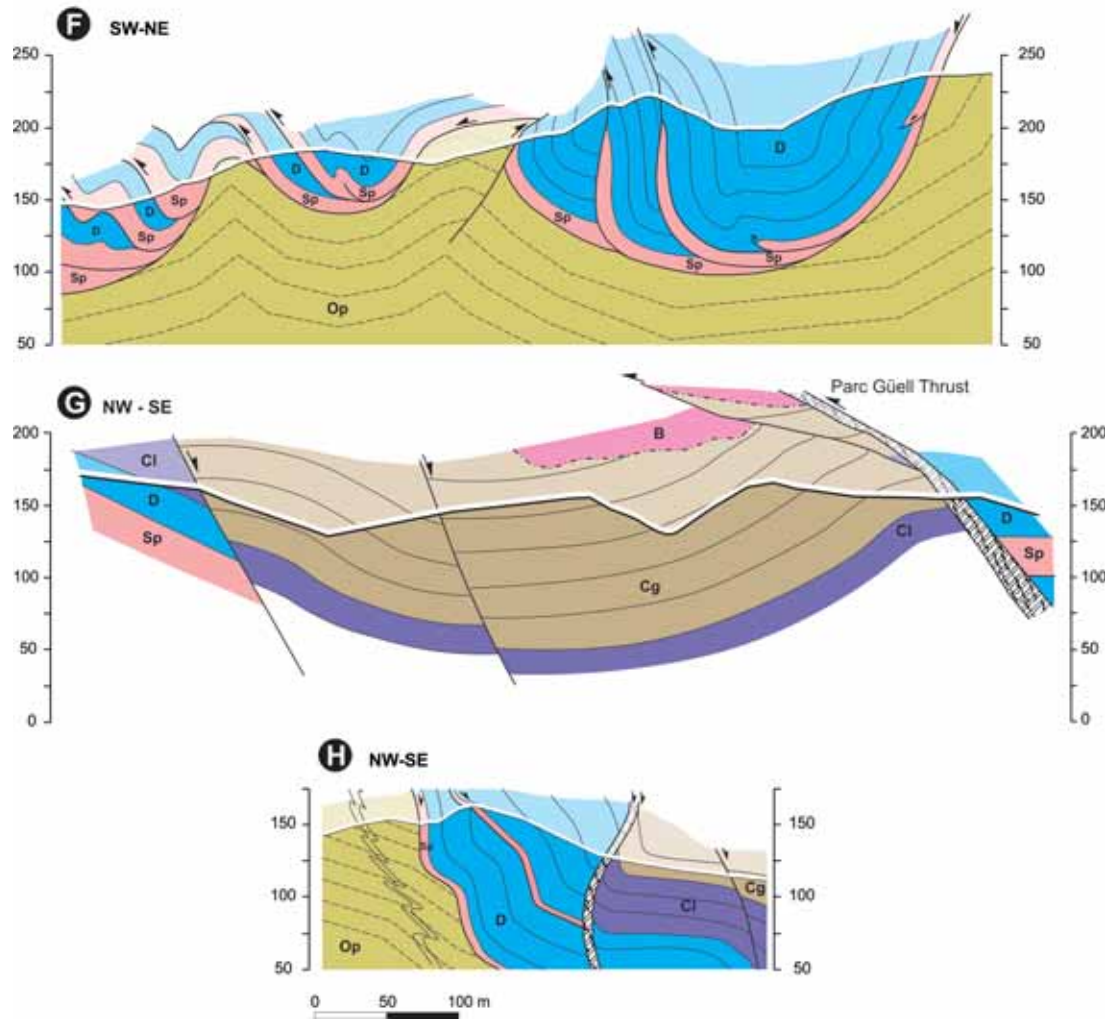 F SW-NE
250 250
200 200
150 150
100 100
50 50
D D D D
Sp Sp Sp Sp Sp Sp Sp Sp
Op
G NW - SE
Parc Güell Thrust
200 200
150 150
100 100
50 50
0 0
Cl B Cl
D D
Sp Sp
Cg
H NW-SE
150 150
100 100
50 50
Sp
D
Op
Cl
Cg
0 50 100 m